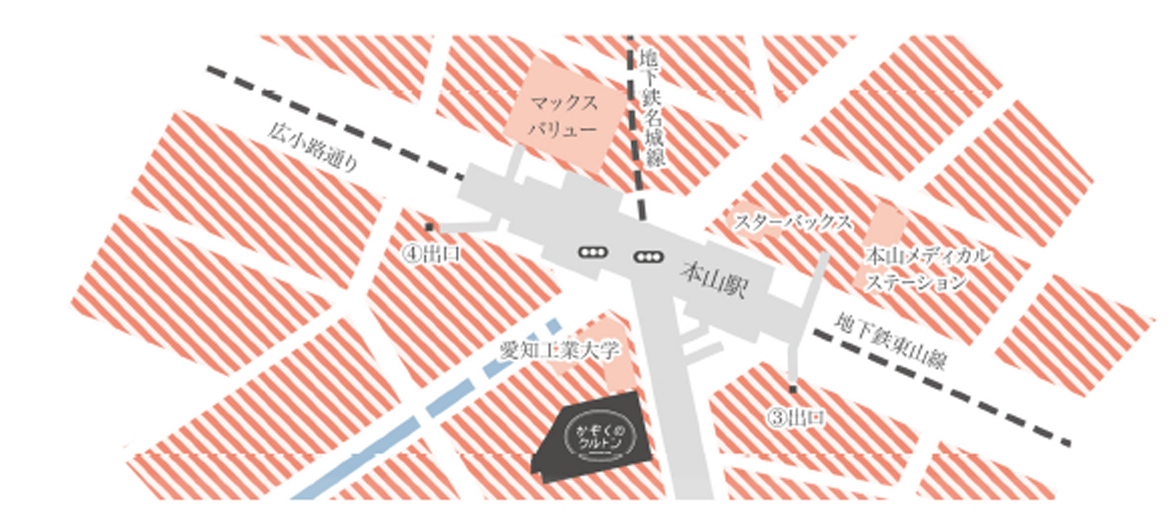 地下鉄名城線
マックス
バリュー
広小路通り
スターバックス
④出口
本山メディカル
ステーション
本山駅
地下鉄東山線
愛知工業大学
③出口
かぞくの
クルトン